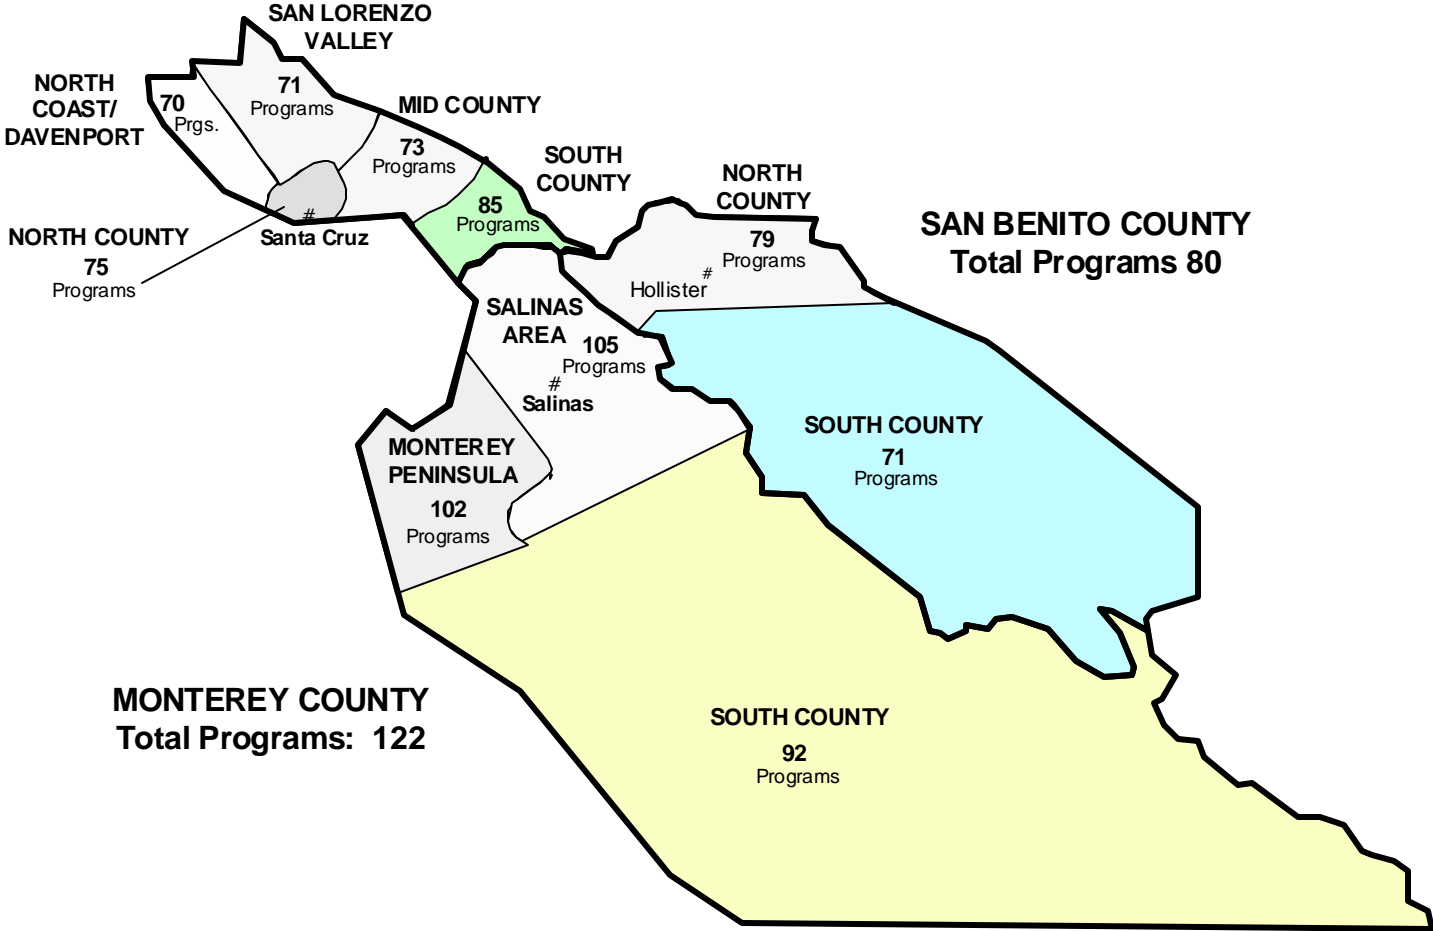 SAN LORENZO
VALLEY
71
Programs
NORTH
COAST/
DAVENPORT
70
Prgs.
MID COUNTY
73
Programs
SOUTH
COUNTY
85
Programs
NORTH COUNTY
75
Programs
#
Santa Cruz
NORTH
COUNTY
79
Programs
#
Hollister
SAN BENITO COUNTY
Total Programs 80
SALINAS
AREA
105
Programs
#
Salinas
MONTEREY
PENINSULA
102
Programs
SOUTH COUNTY
71
Programs
MONTEREY COUNTY
Total Programs: 122
SOUTH COUNTY
92
Programs